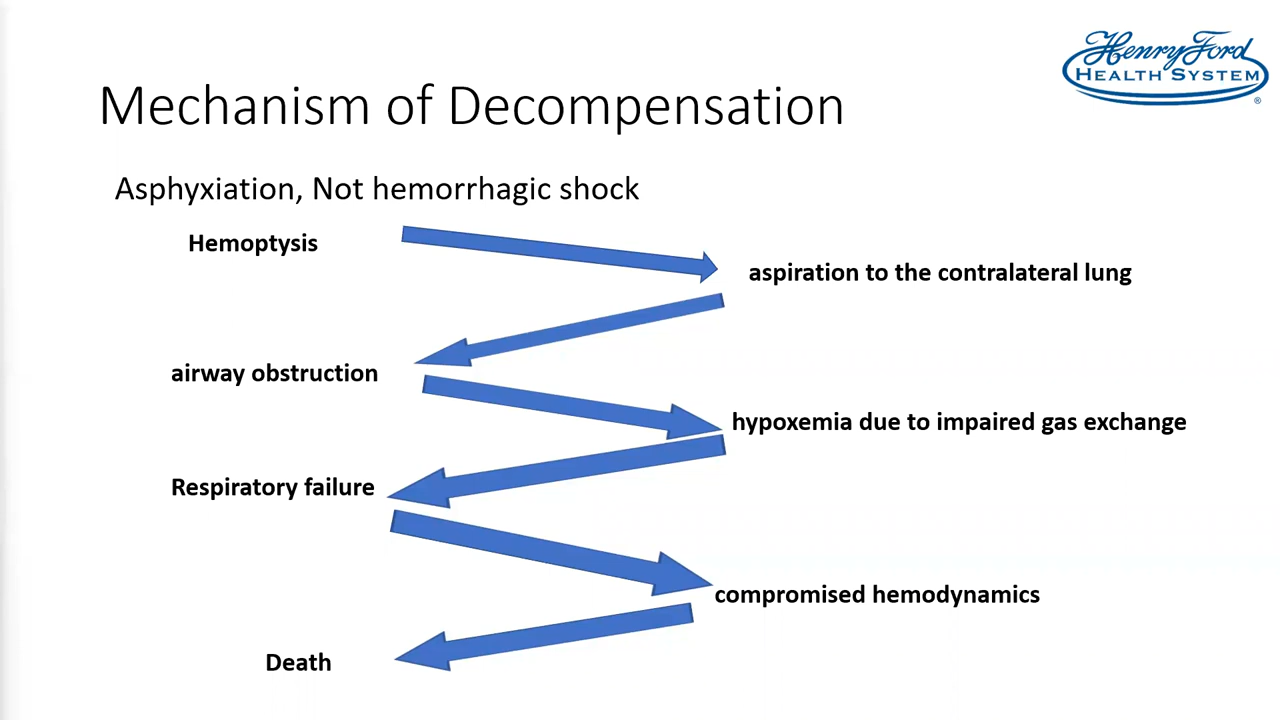 Henry Ford
HEALTH SYSTEM
®
Mechanism of Decompensation
Asphyxiation, Not hemorrhagic shock
Hemoptysis
aspiration to the contralateral lung
airway obstruction
hypoxemia due to impaired gas exchange
Respiratory failure
compromised hemodynamics
Death